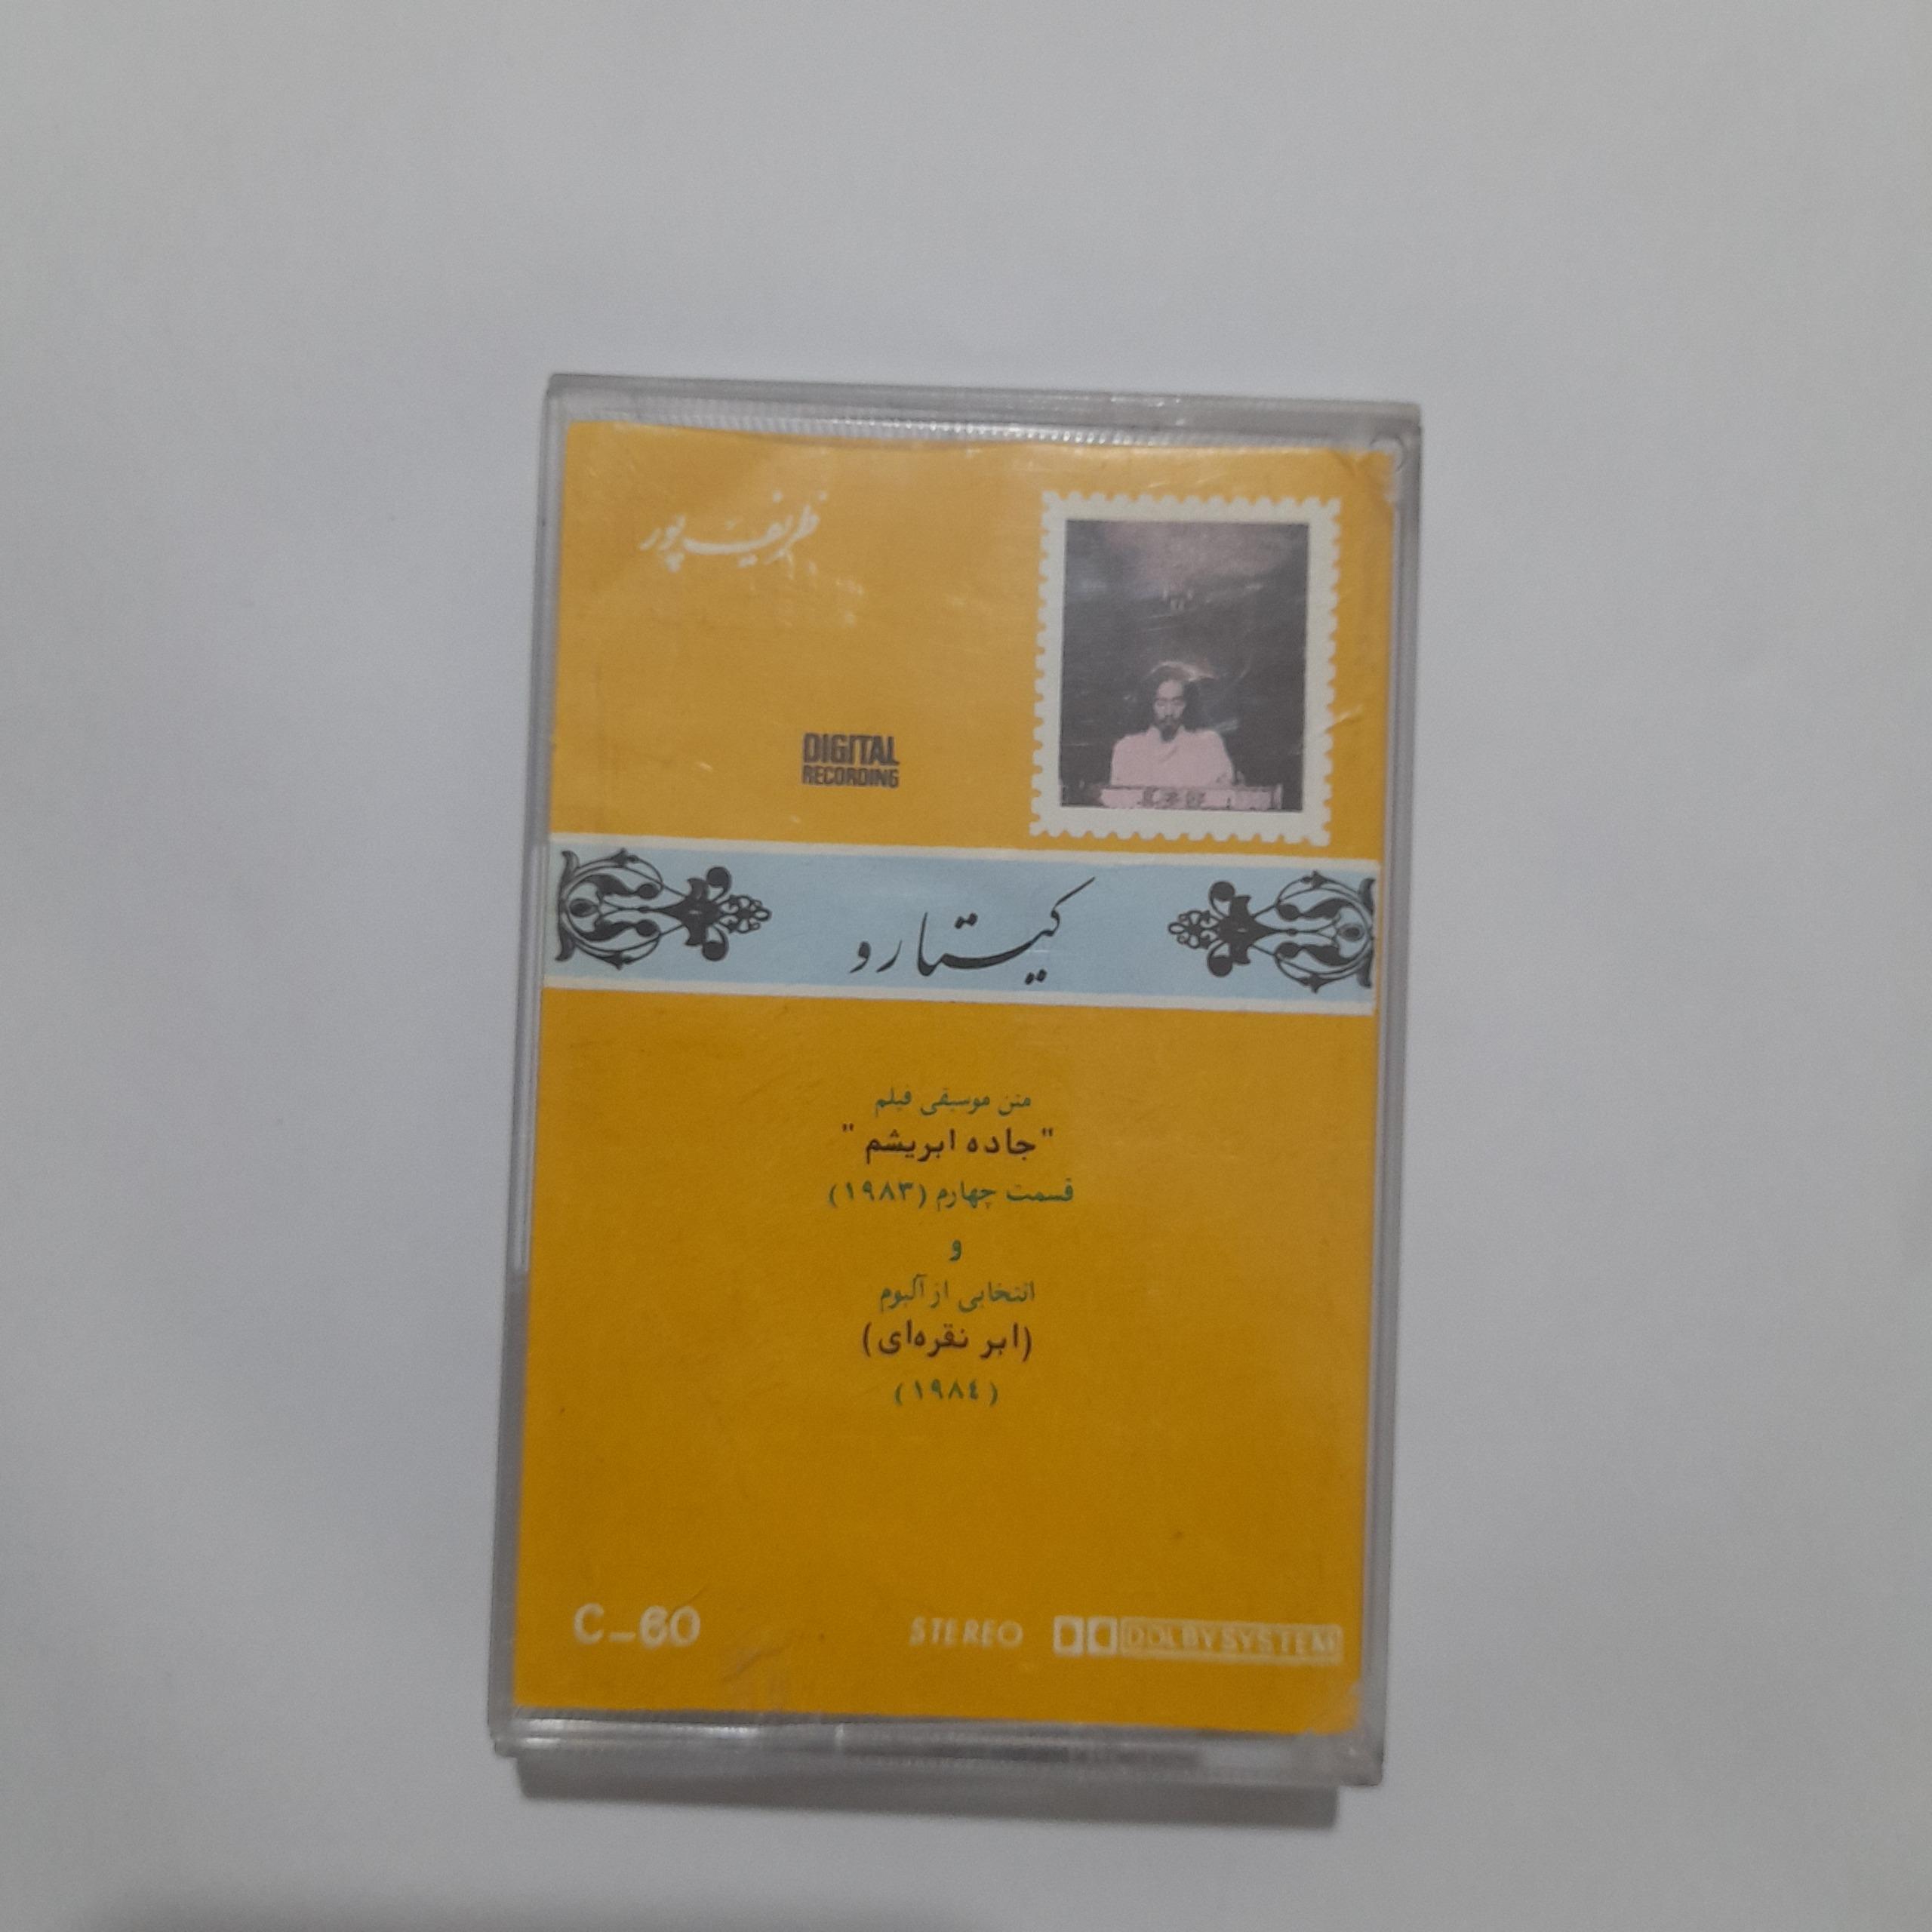 ظریف پور
DIGITAL
RECORDING
کیتارو
متن موسیقی فیلم
"جاده ابریشم"
قسمت چهارم (۱۹۸۳)
و
انتخابی از آلبوم
(ابر نقره‌ای)
(۱۹۸٤)
C_60
STEREO DOLBY SYSTEM